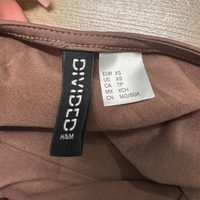 DIVIDED
H&M
EUR XS
US XS
CA TP
MX XCH
CN 160/80A